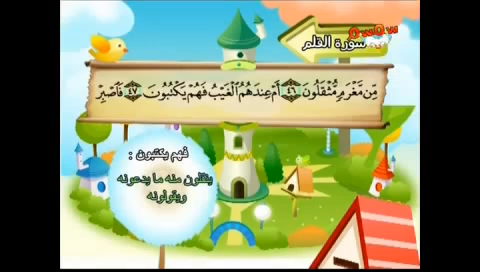 سورة القلم
مِّن مَّغْرَمٍ مُّثْقَلُونَ ٤٦ أَمْ عِندَهُمُ الْغَيْبُ فَهُمْ يَكْتُبُونَ ٤٧ فَاصْبِرْ
فهم يكتبون :
ينقلون منه ما يدعونه
ويقولونه